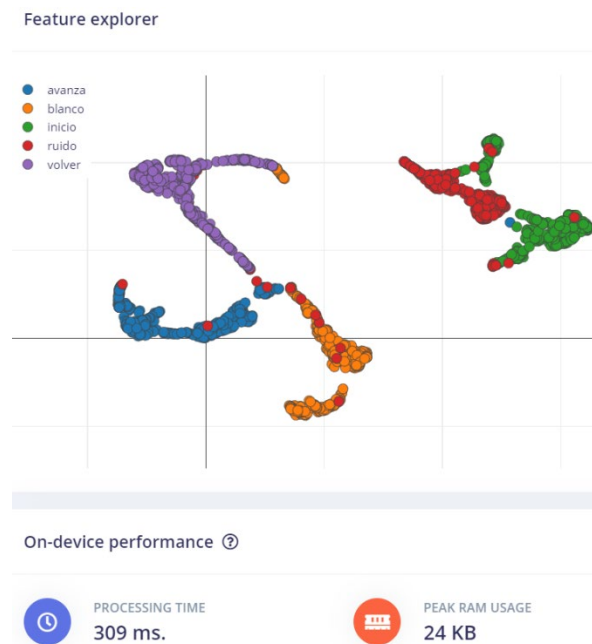 Feature explorer
avanza
blanco
inicio
ruido
volver
On-device performance ?
PROCESSING TIME
309 ms.
PEAK RAM USAGE
24 KB